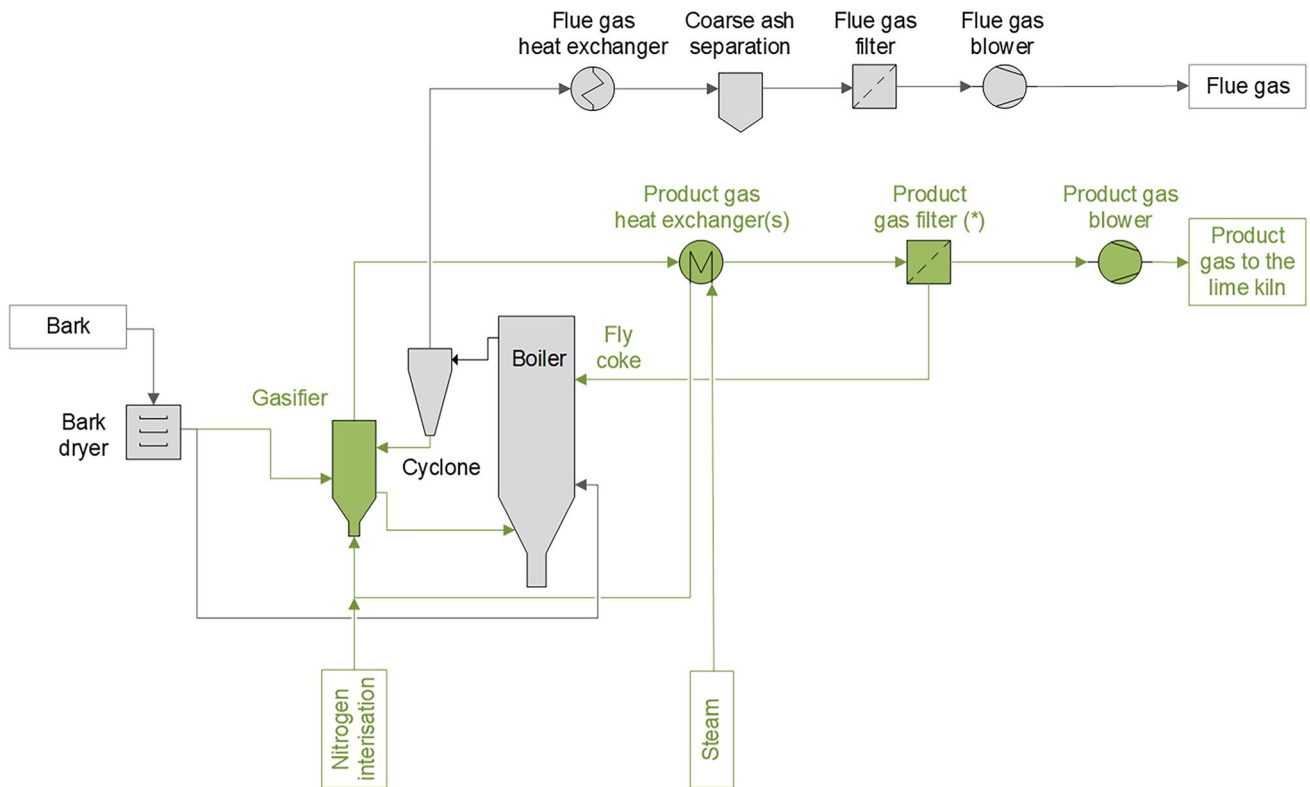 Flue gas
heat exchanger
Coarse ash
separation
Flue gas
filter
Flue gas
blower
Flue gas
Product gas
heat exchanger(s)
Product
gas filter (*)
Product gas
blower
Product
gas to the
lime kiln
Bark
Boiler
Fly
coke
Gasifier
Bark
dryer
Cyclone
Nitrogen
interisation
Steam